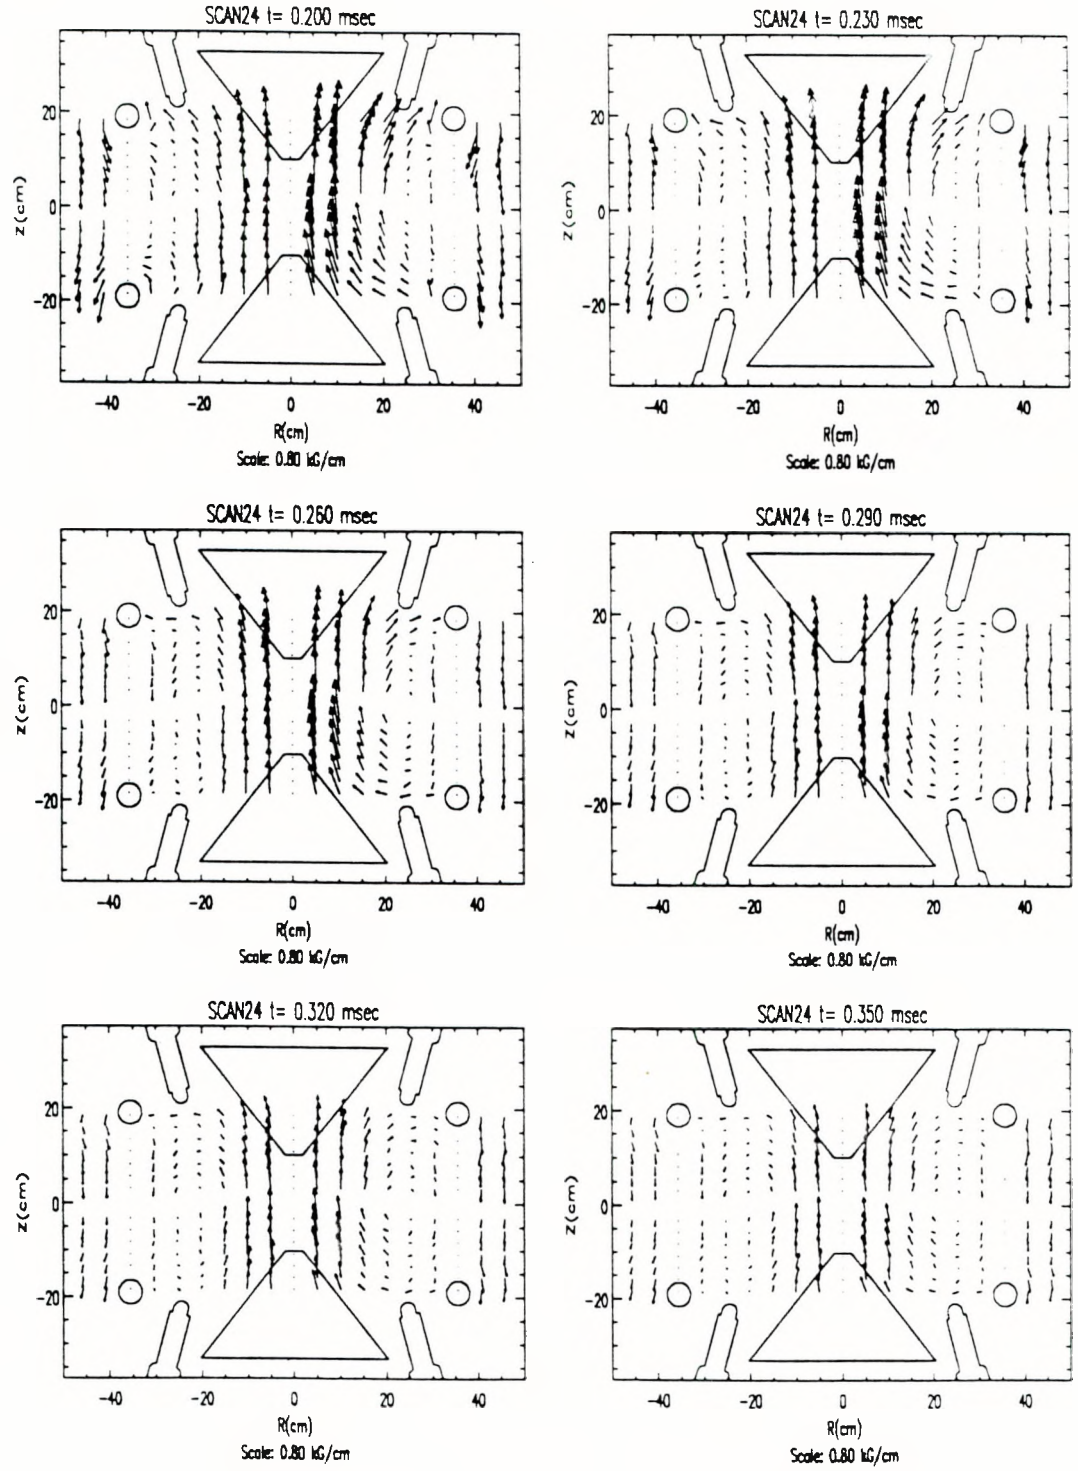 SCAN24 t= 0.200 msec
SCAN24 t= 0.230 msec
20
0
-20
Z(cm)
-40 -20 0 20 40
R(cm)
Scale: 0.80 kG/cm
20
0
-20
Z(cm)
-40 -20 0 20 40
R(cm)
Scale: 0.80 kG/cm
SCAN24 t= 0.260 msec
SCAN24 t= 0.290 msec
20
0
-20
Z(cm)
-40 -20 0 20 40
R(cm)
Scale: 0.80 kG/cm
20
0
-20
Z(cm)
-40 -20 0 20 40
R(cm)
Scale: 0.80 kG/cm
SCAN24 t= 0.320 msec
SCAN24 t= 0.350 msec
20
0
-20
Z(cm)
-40 -20 0 20 40
R(cm)
Scale: 0.80 kG/cm
20
0
-20
Z(cm)
-40 -20 0 20 40
R(cm)
Scale: 0.80 kG/cm